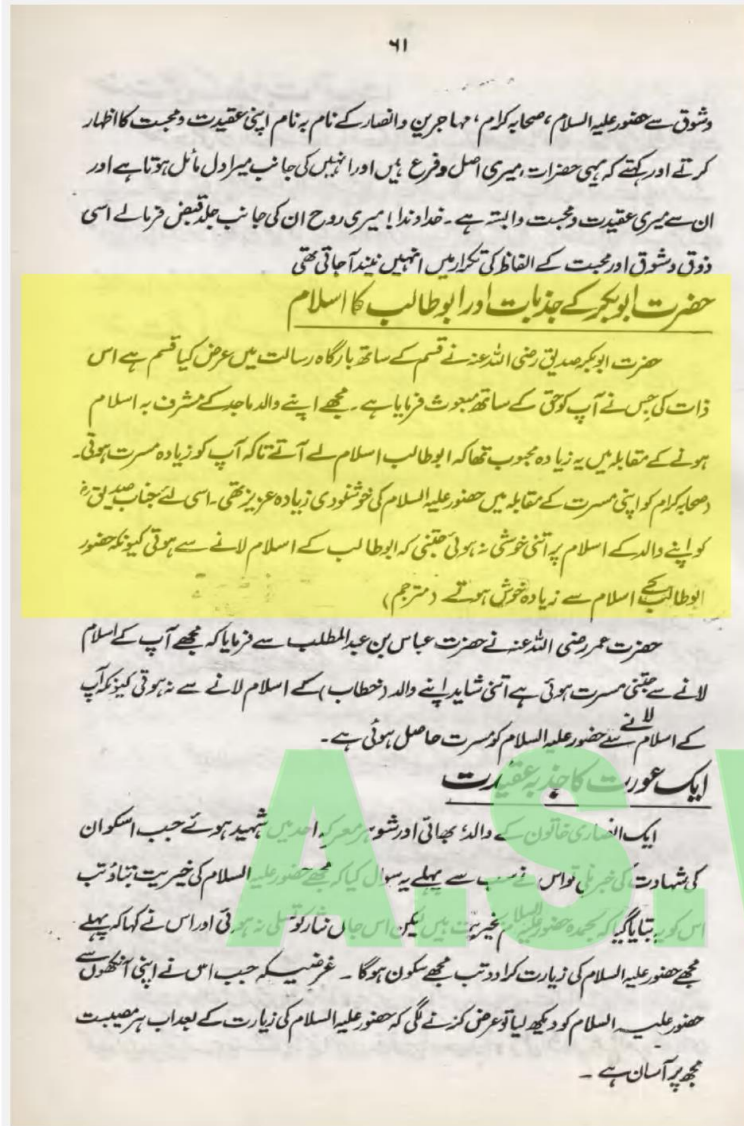 ۶۱
وشوق سے حضور علیہ السلام، صحابہ کرام، مہاجرین و انصار کے نام بہ نام اپنی عقیدت و محبت کا اظہار
کرتے اور کہتے کہ یہی حضرات، میری اصل و فرع ہیں اور انہیں کی جانب میرا دل مائل ہوتا ہے اور
ان سے میری عقیدت و محبت وابستہ ہے۔ خداوندا! میری روح ان کی جانب جلد قبض فرمالے اسی
ذوق و شوق اور محبت کے الفاظ کی تکرار میں انہیں نیند آجاتی تھی
حضرت ابوبکر کے جذبات اور ابوطالب کا اسلام
حضرت ابوبکر صدیق رضی اللہ عنہ نے قسم کے ساتھ بارگاہ رسالت میں عرض کیا قسم ہے اس
ذات کی جس نے آپ کو حق کے ساتھ مبعوث فرمایا ہے۔ مجھے اپنے والد ماجد کے مشرف بہ اسلام
ہونے کے مقابلہ میں یہ زیادہ محبوب تھا کہ ابوطالب اسلام لے آتے تاکہ آپ کو زیادہ مسرت ہوتی۔
(صحابہ کرام کو اپنی مسرت کے مقابلہ میں حضور علیہ السلام کی خوشنودی زیادہ عزیز تھی۔ اسی لئے جناب صدیق رض
کو اپنے والد کے اسلام پر اتنی خوشی نہ ہوئی جتنی کہ ابوطالب کے اسلام لانے سے ہوتی کیونکہ حضور
ابوطالب کے اسلام سے زیادہ خوش ہوتے (مترجم)
حضرت عمر رضی اللہ عنہ نے حضرت عباس بن عبدالمطلب سے فرمایا کہ مجھے آپ کے اسلام
لانے سے جتنی مسرت ہوئی ہے اتنی شاید اپنے والد (خطاب) کے اسلام لانے سے نہ ہوتی کیونکہ آپ
کے اسلام لانے سے حضور علیہ السلام کو مسرت حاصل ہوئی ہے۔
ایک عورت کا جذبہ عقیدت
ایک انصاری خاتون کے والد، بھائی اور شوہر معرکہ احد میں شہید ہوئے جب اسکو ان
کی شہادت کی خبر ملی تو اس نے سب سے پہلے یہ سوال کیا کہ مجھے حضور علیہ السلام کی خیریت بتاؤ تب
اس کو یہ بتایا گیا کہ بحمدہ حضور علیہ السلام بخیریت ہیں لیکن اس جاں نثار کو تسلی نہ ہوئی اور اس نے کہا کہ پہلے
مجھے حضور علیہ السلام کی زیارت کرادو تب مجھے سکون ہوگا۔ غرضیکہ جب اس نے اپنی آنکھوں سے
حضور علیہ السلام کو دیکھ لیا تو عرض کرنے لگی کہ حضور علیہ السلام کی زیارت کے بعد اب ہر مصیبت
مجھ پر آسان ہے۔
A.S.